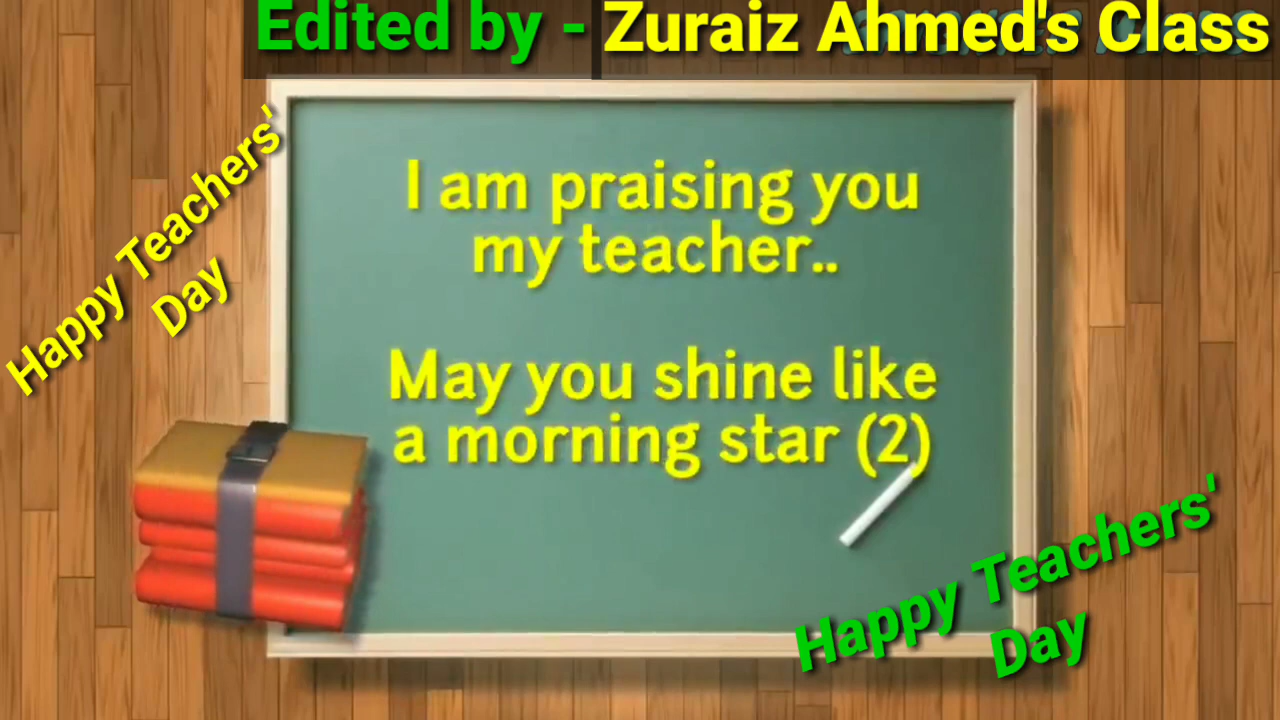 Edited by - Zuraiz Ahmed's Class
I am praising you
my teacher..
May you shine like
a morning star (2)
Happy Teachers'
Day
Happy Teachers'
Day